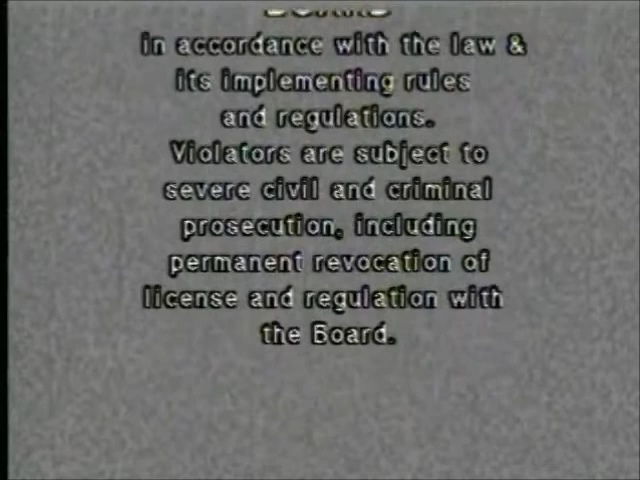 in accordance with the law &
its implementing rules
and regulations.
Violators are subject to
severe civil and criminal
prosecution, including
permanent revocation of
license and regulation with
the Board.